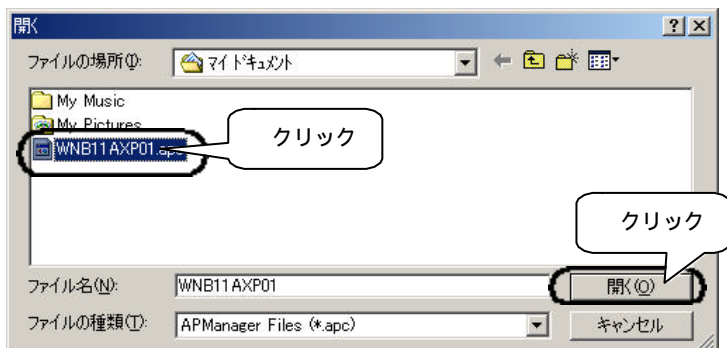 開く
ファイルの場所(I): マイ ドキュメント
My Music
My Pictures
WNB11AXP01.apc
クリック
クリック
ファイル名(N): WNB11AXP01 開く(O)
ファイルの種類(T): APManager Files (*.apc) キャンセル